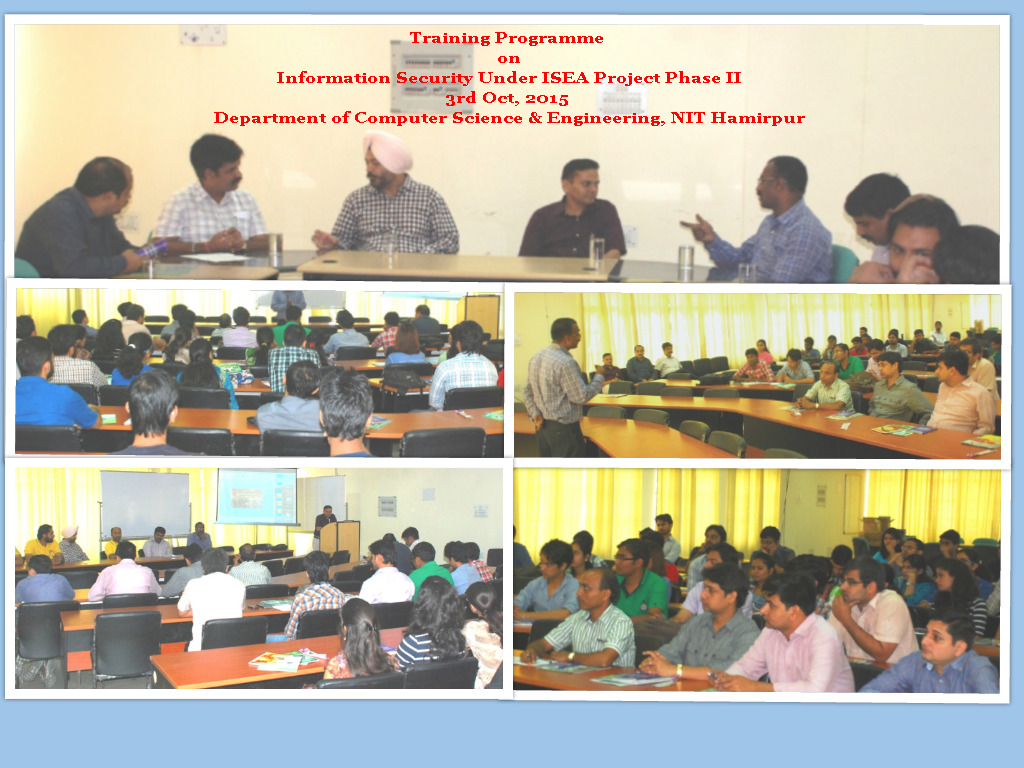 Training Programme
on
Information Security Under ISEA Project Phase II
3rd Oct, 2015
Department of Computer Science & Engineering, NIT Hamirpur